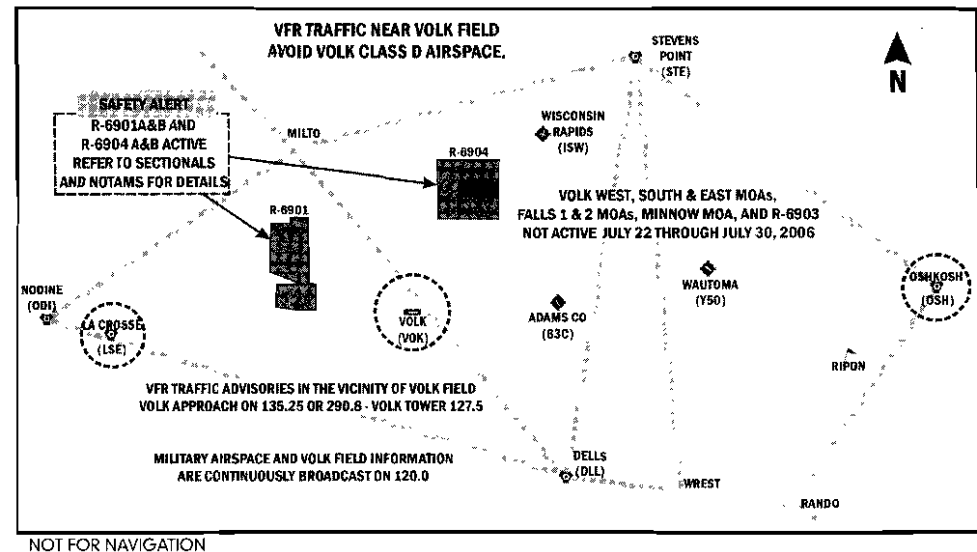 VFR TRAFFIC NEAR VOLK FIELD
AVOID VOLK CLASS D AIRSPACE.
STEVENS
POINT
(STE)
N
SAFETY ALERT
R-6901A&B AND
R-6904 A&B ACTIVE
REFER TO SECTIONALS
AND NOTAMS FOR DETAILS
MILTO
WISCONSIN
RAPIDS
(ISW)
R-6904
R-6901
VOLK WEST, SOUTH & EAST MOAs,
FALLS 1 & 2 MOAs, MINNOW MOA, AND R-6903
NOT ACTIVE JULY 22 THROUGH JULY 30, 2006
NODINE
(ODI)
LA CROSSE
(LSE)
VOLK
(VOK)
ADAMS CO
(63C)
WAUTOMA
(Y50)
OSHKOSH
(OSH)
RIPON
VFR TRAFFIC ADVISORIES IN THE VICINITY OF VOLK FIELD
VOLK APPROACH ON 135.25 OR 290.8 - VOLK TOWER 127.5
MILITARY AIRSPACE AND VOLK FIELD INFORMATION
ARE CONTINUOUSLY BROADCAST ON 120.0
DELLS
(DLL)
WREST
RANDO
NOT FOR NAVIGATION